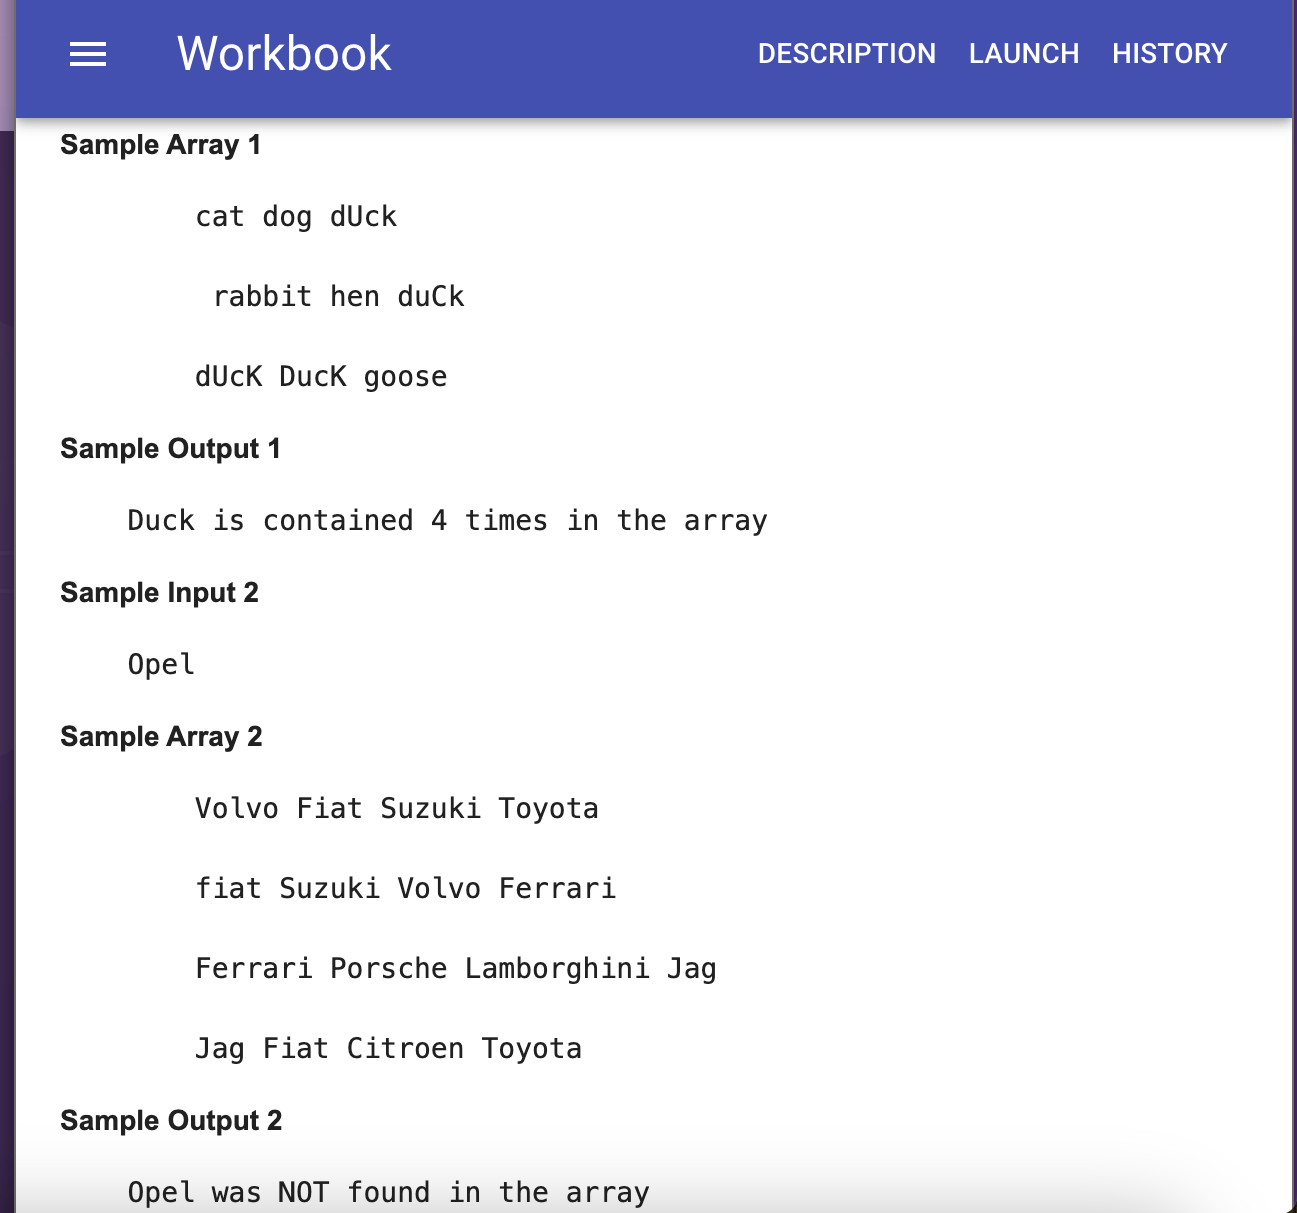 Workbook DESCRIPTION LAUNCH HISTORY
Sample Array 1
cat dog dUck
rabbit hen duCk
dUcK DucK goose
Sample Output 1
Duck is contained 4 times in the array
Sample Input 2
Opel
Sample Array 2
Volvo Fiat Suzuki Toyota
fiat Suzuki Volvo Ferrari
Ferrari Porsche Lamborghini Jag
Jag Fiat Citroen Toyota
Sample Output 2
Opel was NOT found in the array